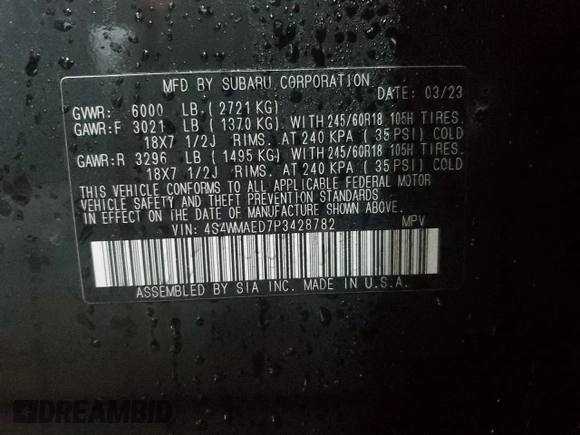 MFD BY SUBARU CORPORATION
DATE: 03/23
GVWR: 6000 LB (2721 KG)
GAWR:F 3021 LB (1370 KG) WITH 245/60R18 105H TIRES.
18X7 1/2J RIMS. AT 240 KPA (35 PSI) COLD
GAWR:R 3296 LB (1495 KG) WITH 245/60R18 105H TIRES.
18X7 1/2J RIMS. AT 240 KPA (35 PSI) COLD
THIS VEHICLE CONFORMS TO ALL APPLICABLE FEDERAL MOTOR
VEHICLE SAFETY AND THEFT PREVENTION STANDARDS
IN EFFECT ON THE DATE OF MANUFACTURE SHOWN ABOVE.
VIN: 4S4WMAED7P3428782 MPV
ASSEMBLED BY SIA INC. MADE IN U.S.A.
DREAMBID